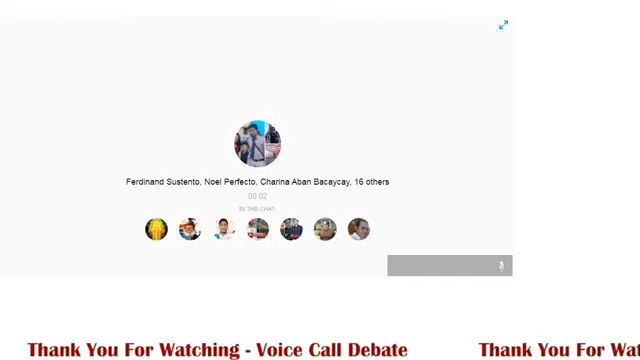 Ferdinand Sustento, Noel Perfecto, Charina Aban Bacaycay, 16 others
00:02
IN THIS CHAT:
Thank You For Watching - Voice Call Debate Thank You For Wat